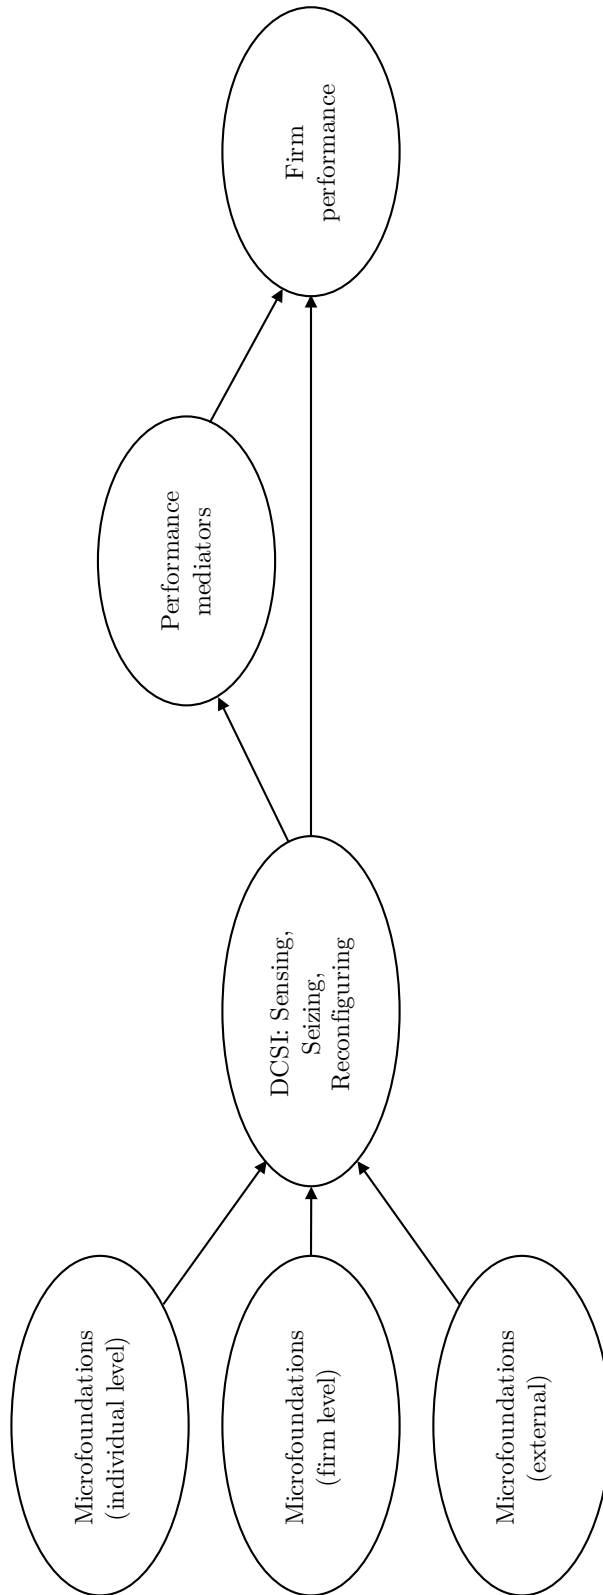 Microfoundations
(individual level)
Microfoundations
(firm level)
Microfoundations
(external)
DCSI: Sensing,
Seizing,
Reconfiguring
Performance
mediators
Firm
performance